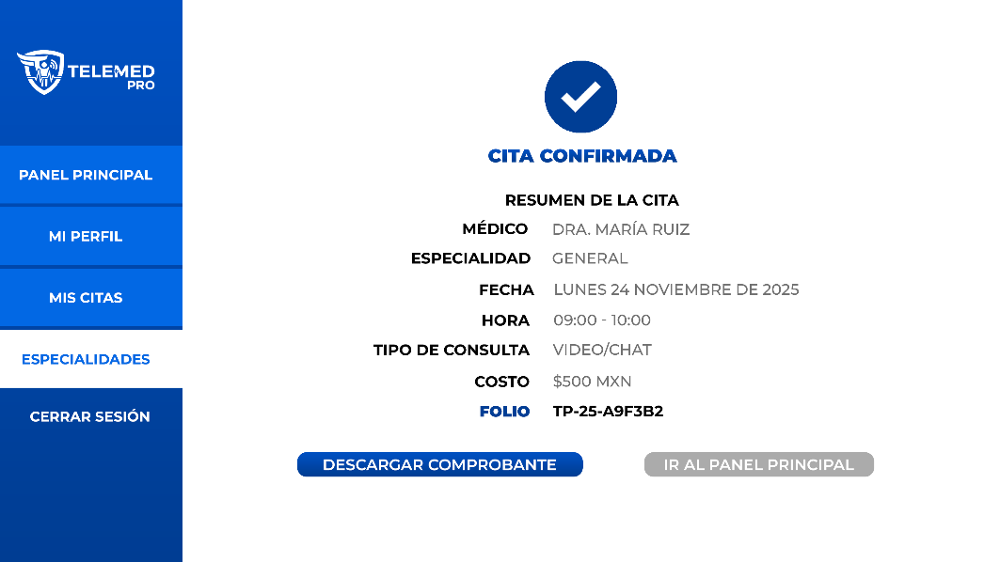 TELEMED
PRO
PANEL PRINCIPAL
MI PERFIL
MIS CITAS
ESPECIALIDADES
CERRAR SESIÓN
CITA CONFIRMADA
RESUMEN DE LA CITA
MÉDICO DRA. MARÍA RUIZ
ESPECIALIDAD GENERAL
FECHA LUNES 24 NOVIEMBRE DE 2025
HORA 09:00 - 10:00
TIPO DE CONSULTA VIDEO/CHAT
COSTO $500 MXN
FOLIO TP-25-A9F3B2
DESCARGAR COMPROBANTE IR AL PANEL PRINCIPAL